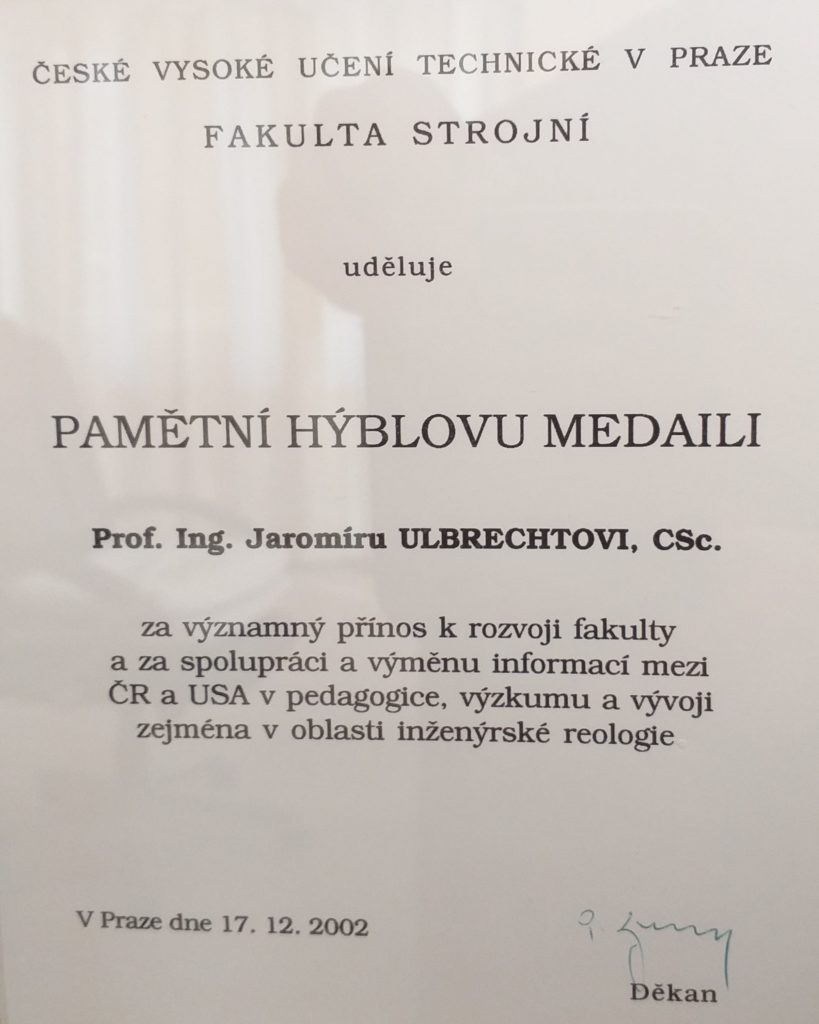 ČESKÉ VYSOKÉ UČENÍ TECHNICKÉ V PRAZE
FAKULTA STROJNÍ
uděluje
PAMĚTNÍ HÝBLOVU MEDAILI
Prof. Ing. Jaromíru ULBRECHTOVI, CSc.
za významný přínos k rozvoji fakulty
a za spolupráci a výměnu informací mezi
ČR a USA v pedagogice, výzkumu a vývoji
zejména v oblasti inženýrské reologie
V Praze dne 17. 12. 2002
Děkan